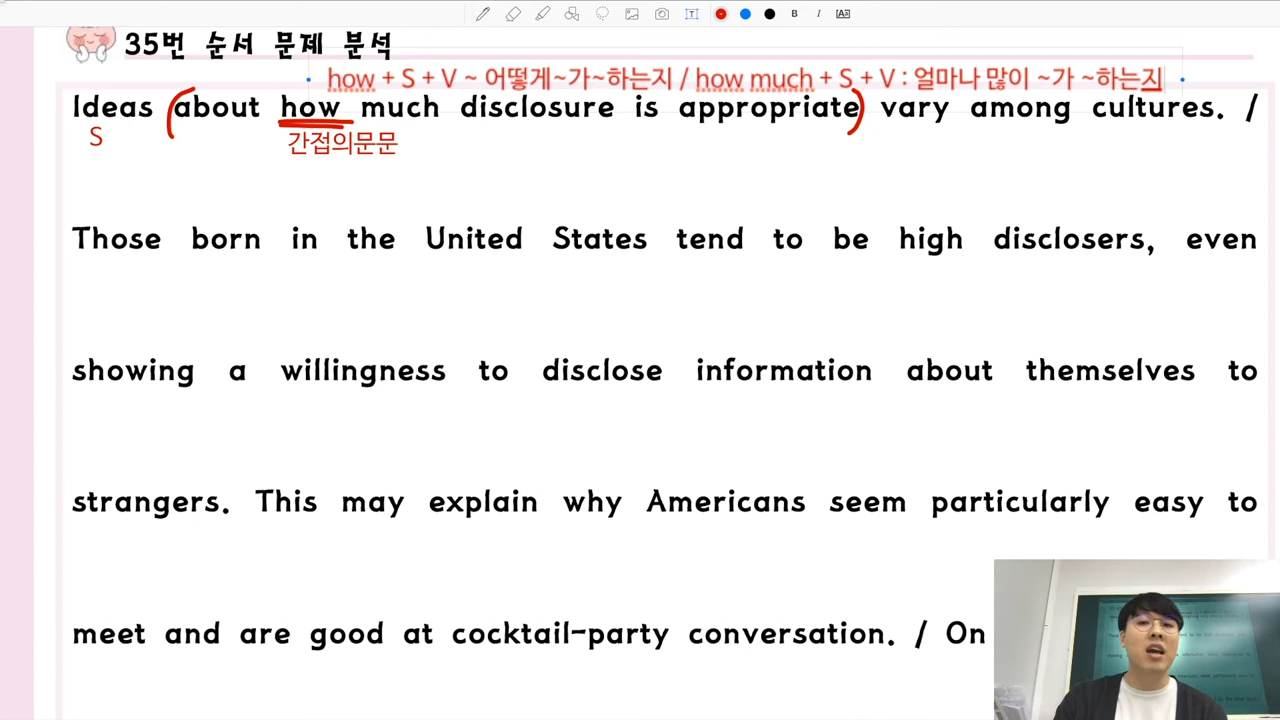 B I A
35번 순서 문제 분석
how + S + V ~ 어떻게~가~하는지 / how much + S + V : 얼마나 많이 ~가 ~하는지
Ideas (about how much disclosure is appropriate) vary among cultures. /
S 간접의문문
Those born in the United States tend to be high disclosers, even
showing a willingness to disclose information about themselves to
strangers. This may explain why Americans seem particularly easy to
meet and are good at cocktail-party conversation. / On